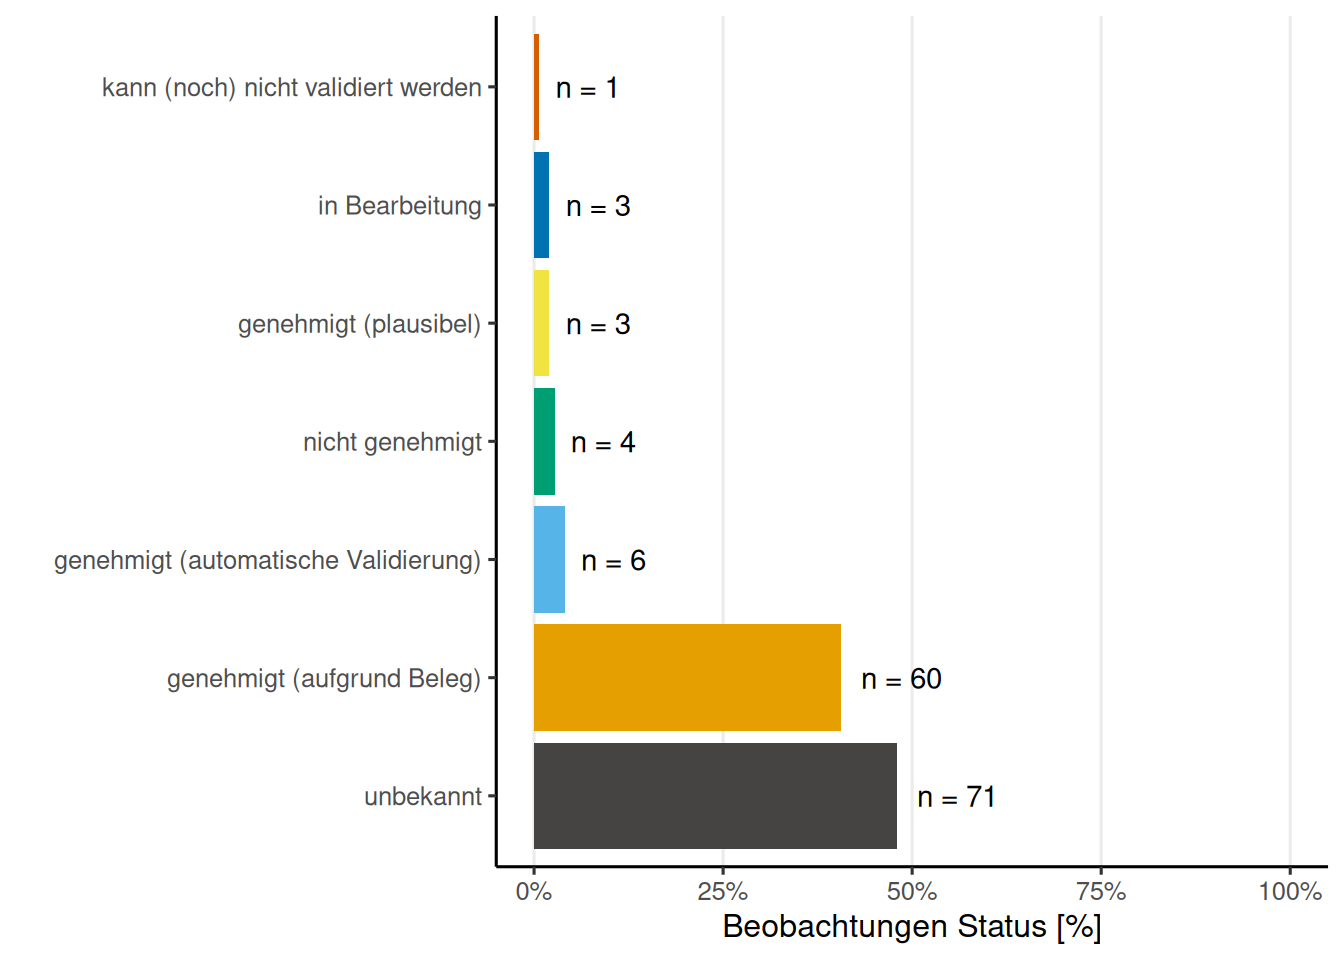 kann (noch) nicht validiert werden
n = 1
in Bearbeitung
n = 3
genehmigt (plausibel)
n = 3
nicht genehmigt
n = 4
genehmigt (automatische Validierung)
n = 6
genehmigt (aufgrund Beleg)
n = 60
unbekannt
n = 71
0% 25% 50% 75% 100%
Beobachtungen Status [%]